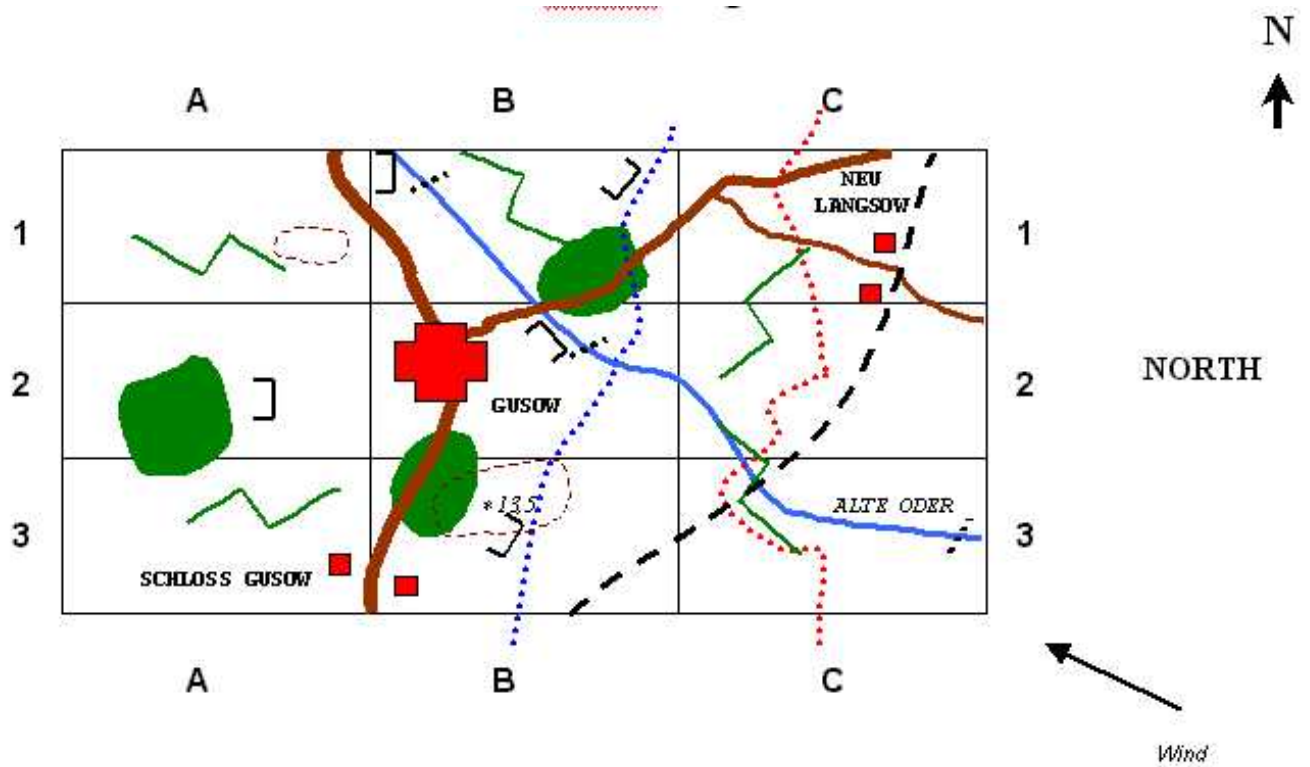 N
A B C
1 NEU 1
LANGSOW
2 NORTH 2
GUSOW
*13,5 ALTE ODER
3 3
SCHLOSS GUSOW
A B C
Wind